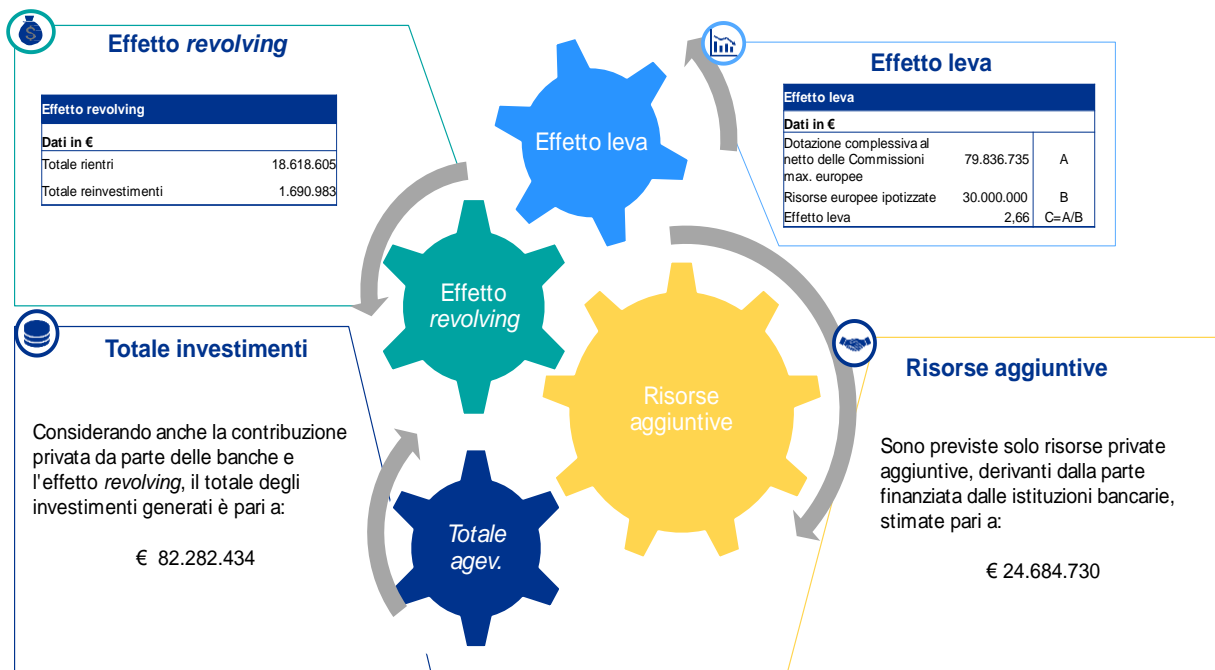 Effetto revolving
Effetto revolving
Dati in €
Totale rientri 18.618.605
Totale reinvestimenti 1.690.983
Effetto leva
Effetto leva
Effetto leva
Dati in €
Dotazione complessiva al
netto delle Commissioni
max. europee
79.836.735 A
Risorse europee ipotizzate 30.000.000 B
Effetto leva 2,66 C=A/B
Effetto
revolving
Risorse
aggiuntive
Totale
agev.
Totale investimenti
Considerando anche la contribuzione
privata da parte delle banche e
l'effetto revolving, il totale degli
investimenti generati è pari a:
€ 82.282.434
Risorse aggiuntive
Sono previste solo risorse private
aggiuntive, derivanti dalla parte
finanziata dalle istituzioni bancarie,
stimate pari a:
€ 24.684.730